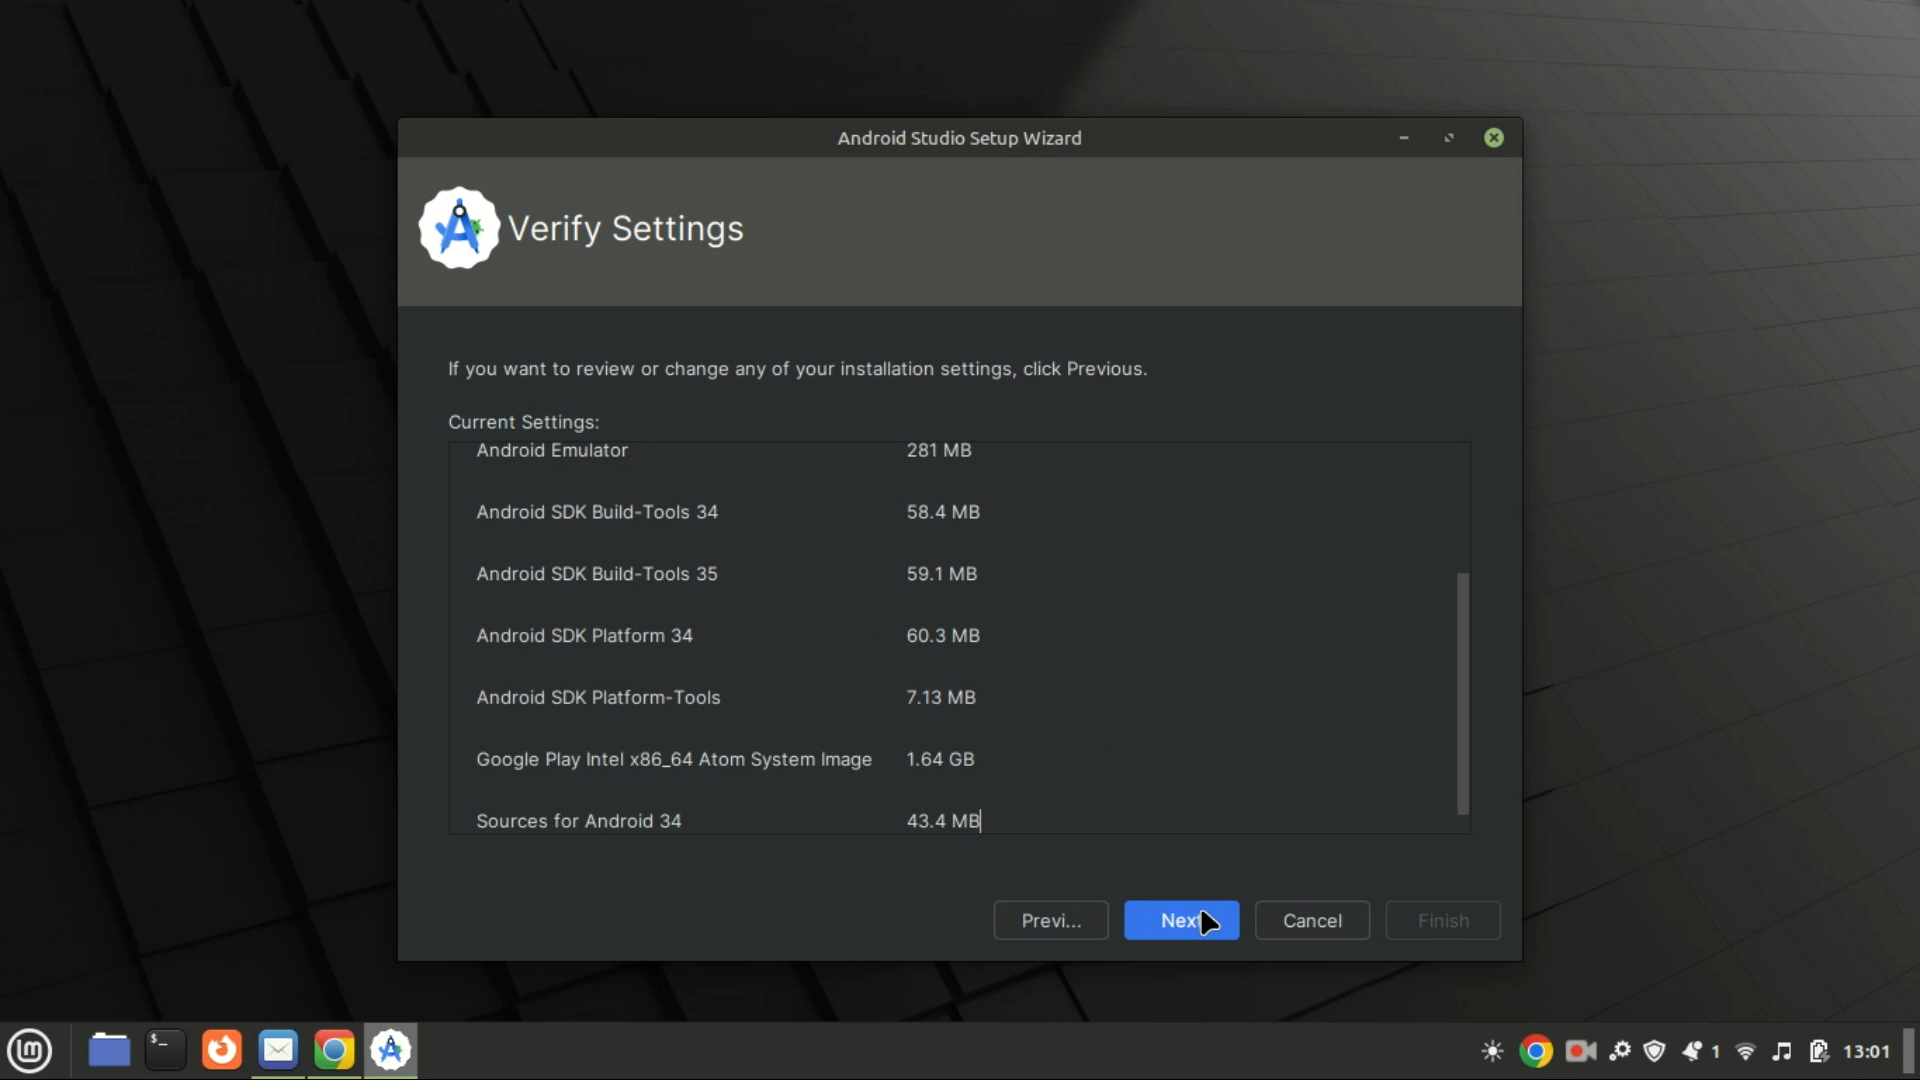 Android Studio Setup Wizard
Verify Settings
If you want to review or change any of your installation settings, click Previous.
Current Settings:
Android Emulator 281 MB
Android SDK Build-Tools 34 58.4 MB
Android SDK Build-Tools 35 59.1 MB
Android SDK Platform 34 60.3 MB
Android SDK Platform-Tools 7.13 MB
Google Play Intel x86_64 Atom System Image 1.64 GB
Sources for Android 34 43.4 MB
Previ... Next Cancel Finish
$_ 1 13:01